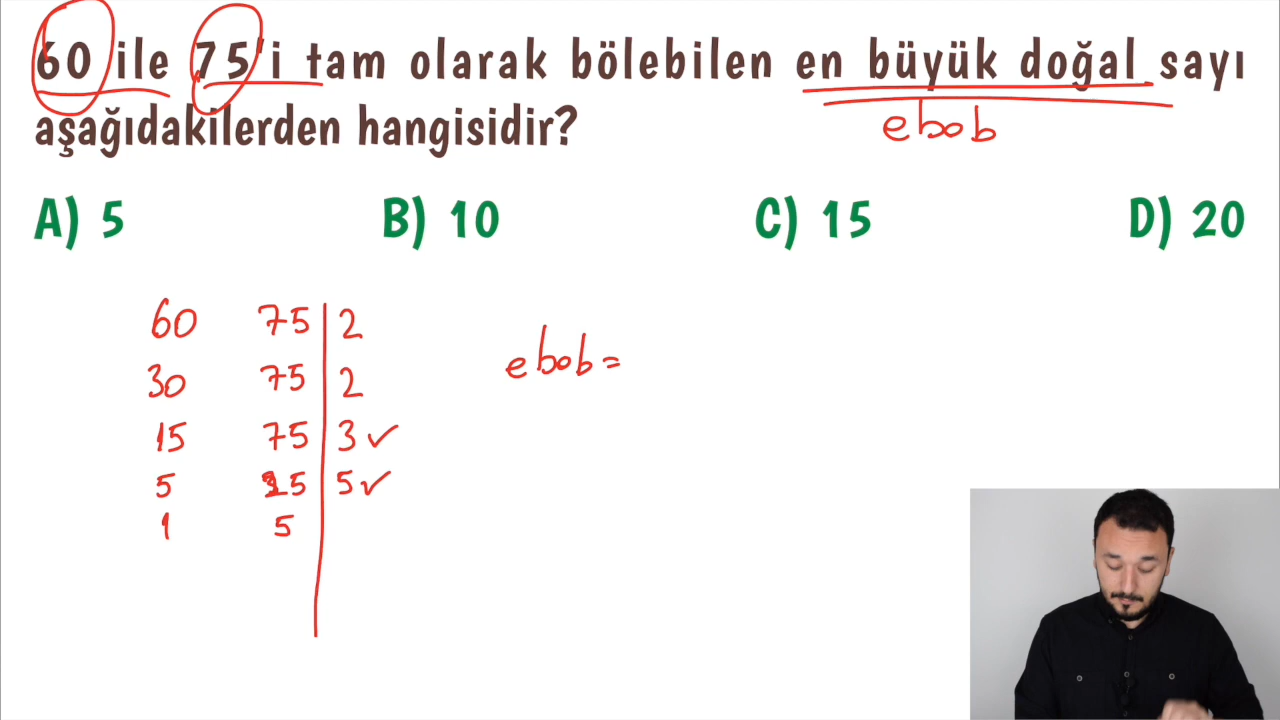 60 ile 75'i tam olarak bölebilen en büyük doğal sayı
aşağıdakilerden hangisidir?
ebob
A) 5 B) 10 C) 15 D) 20
60 75 2
30 75 2
15 75 3 ✓
5 25 5 ✓
1 5
ebob=